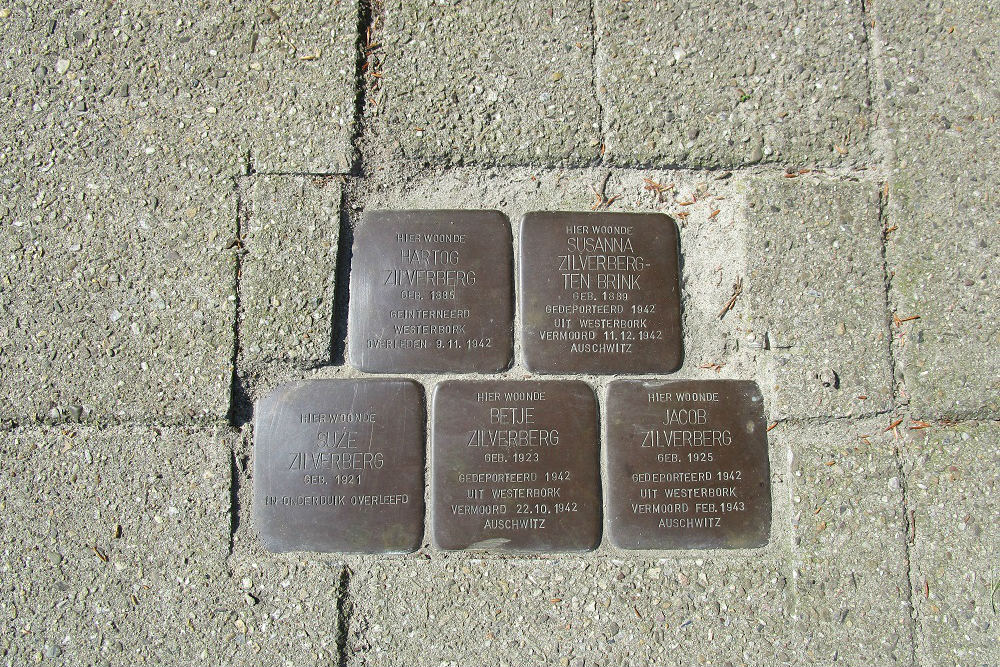 HIER WOONDE
HARTOG
ZILVERBERG
GEB. 1885
GEINTERNEERD
WESTERBORK
OVERLEDEN 9.11.1942
HIER WOONDE
SUSANNA
ZILVERBERG-
TEN BRINK
GEB. 1889
GEDEPORTEERD 1942
UIT WESTERBORK
VERMOORD 11.12.1942
AUSCHWITZ
HIER WOONDE
SUZE
ZILVERBERG
GEB. 1921
IN ONDERDUIK OVERLEEFD
HIER WOONDE
BETJE
ZILVERBERG
GEB. 1923
GEDEPORTEERD 1942
UIT WESTERBORK
VERMOORD 22.10.1942
AUSCHWITZ
HIER WOONDE
JACOB
ZILVERBERG
GEB. 1925
GEDEPORTEERD 1942
UIT WESTERBORK
VERMOORD FEB. 1943
AUSCHWITZ